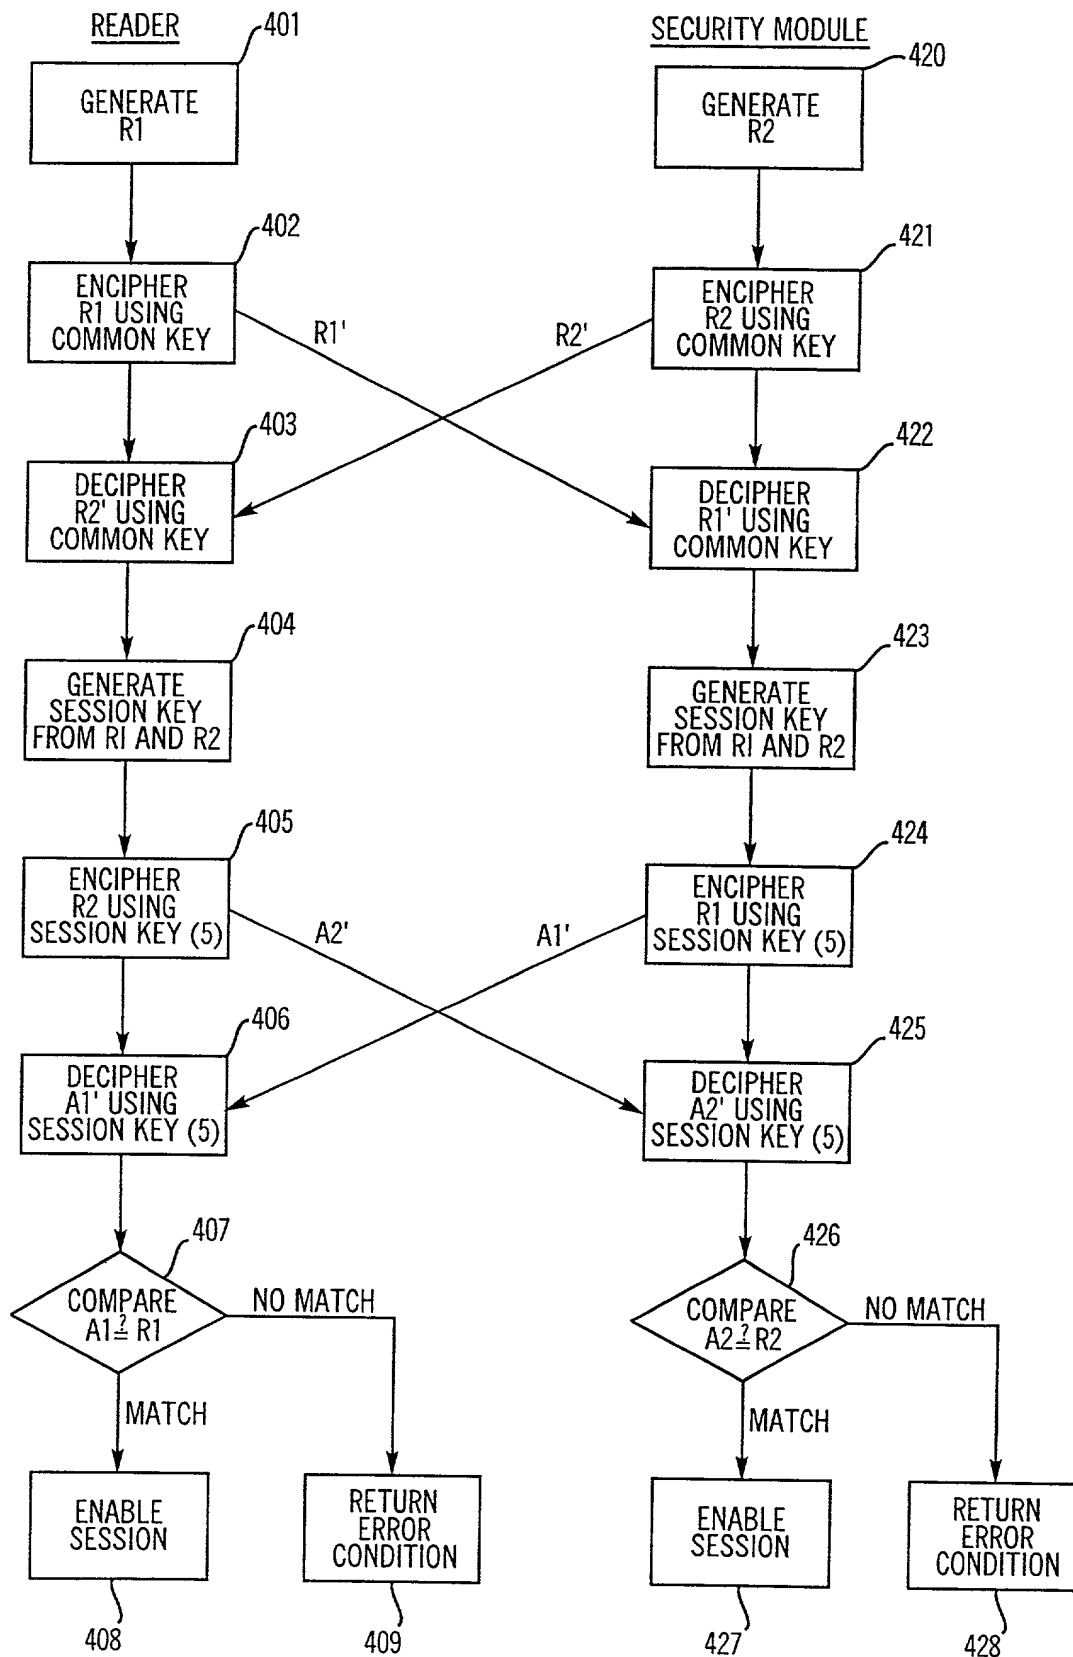 READER
401
GENERATE
R1
402
ENCIPHER
R1 USING
COMMON KEY
R1'
403
DECIPHER
R2' USING
COMMON KEY
404
GENERATE
SESSION KEY
FROM RI AND R2
405
ENCIPHER
R2 USING
SESSION KEY (5)
A2'
406
DECIPHER
A1' USING
SESSION KEY (5)
407
COMPARE
A1 ≟ R1
NO MATCH
MATCH
ENABLE
SESSION
408
RETURN
ERROR
CONDITION
409
SECURITY MODULE
420
GENERATE
R2
421
ENCIPHER
R2 USING
COMMON KEY
R2'
422
DECIPHER
R1' USING
COMMON KEY
423
GENERATE
SESSION KEY
FROM RI AND R2
424
ENCIPHER
R1 USING
SESSION KEY (5)
A1'
425
DECIPHER
A2' USING
SESSION KEY (5)
426
COMPARE
A2 ≟ R2
NO MATCH
MATCH
ENABLE
SESSION
427
RETURN
ERROR
CONDITION
428